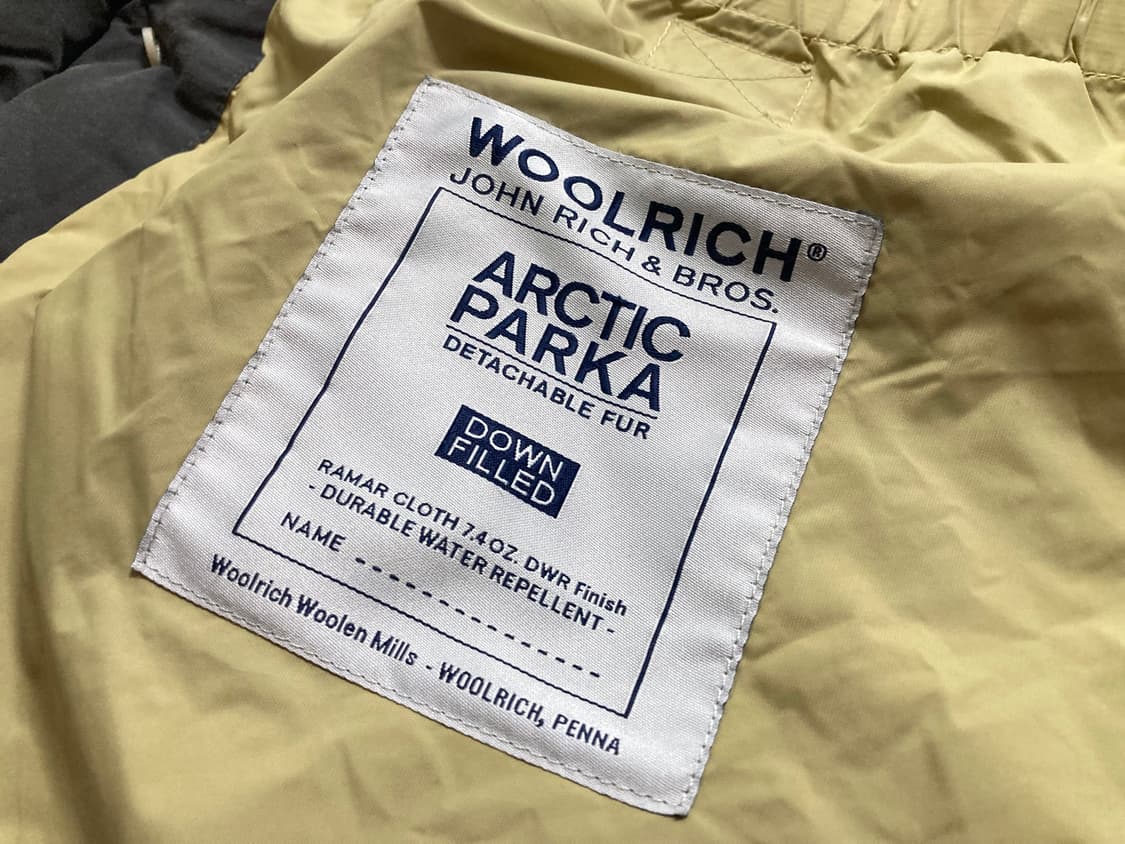 WOOLRICH®
JOHN RICH & BROS.
ARCTIC
PARKA
DETACHABLE FUR
DOWN
FILLED
RAMAR CLOTH 7.4 OZ. DWR Finish
- DURABLE WATER REPELLENT -
NAME ----------------
Woolrich Woolen Mills - WOOLRICH, PENNA